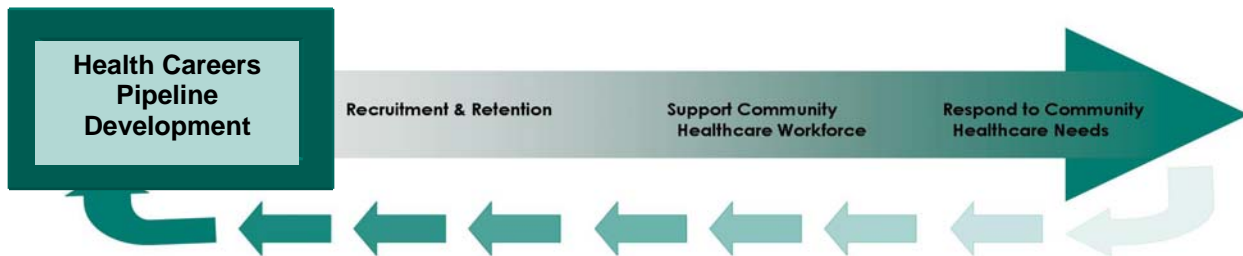 Health Careers
Pipeline
Development
Recruitment & Retention
Support Community
Healthcare Workforce
Respond to Community
Healthcare Needs